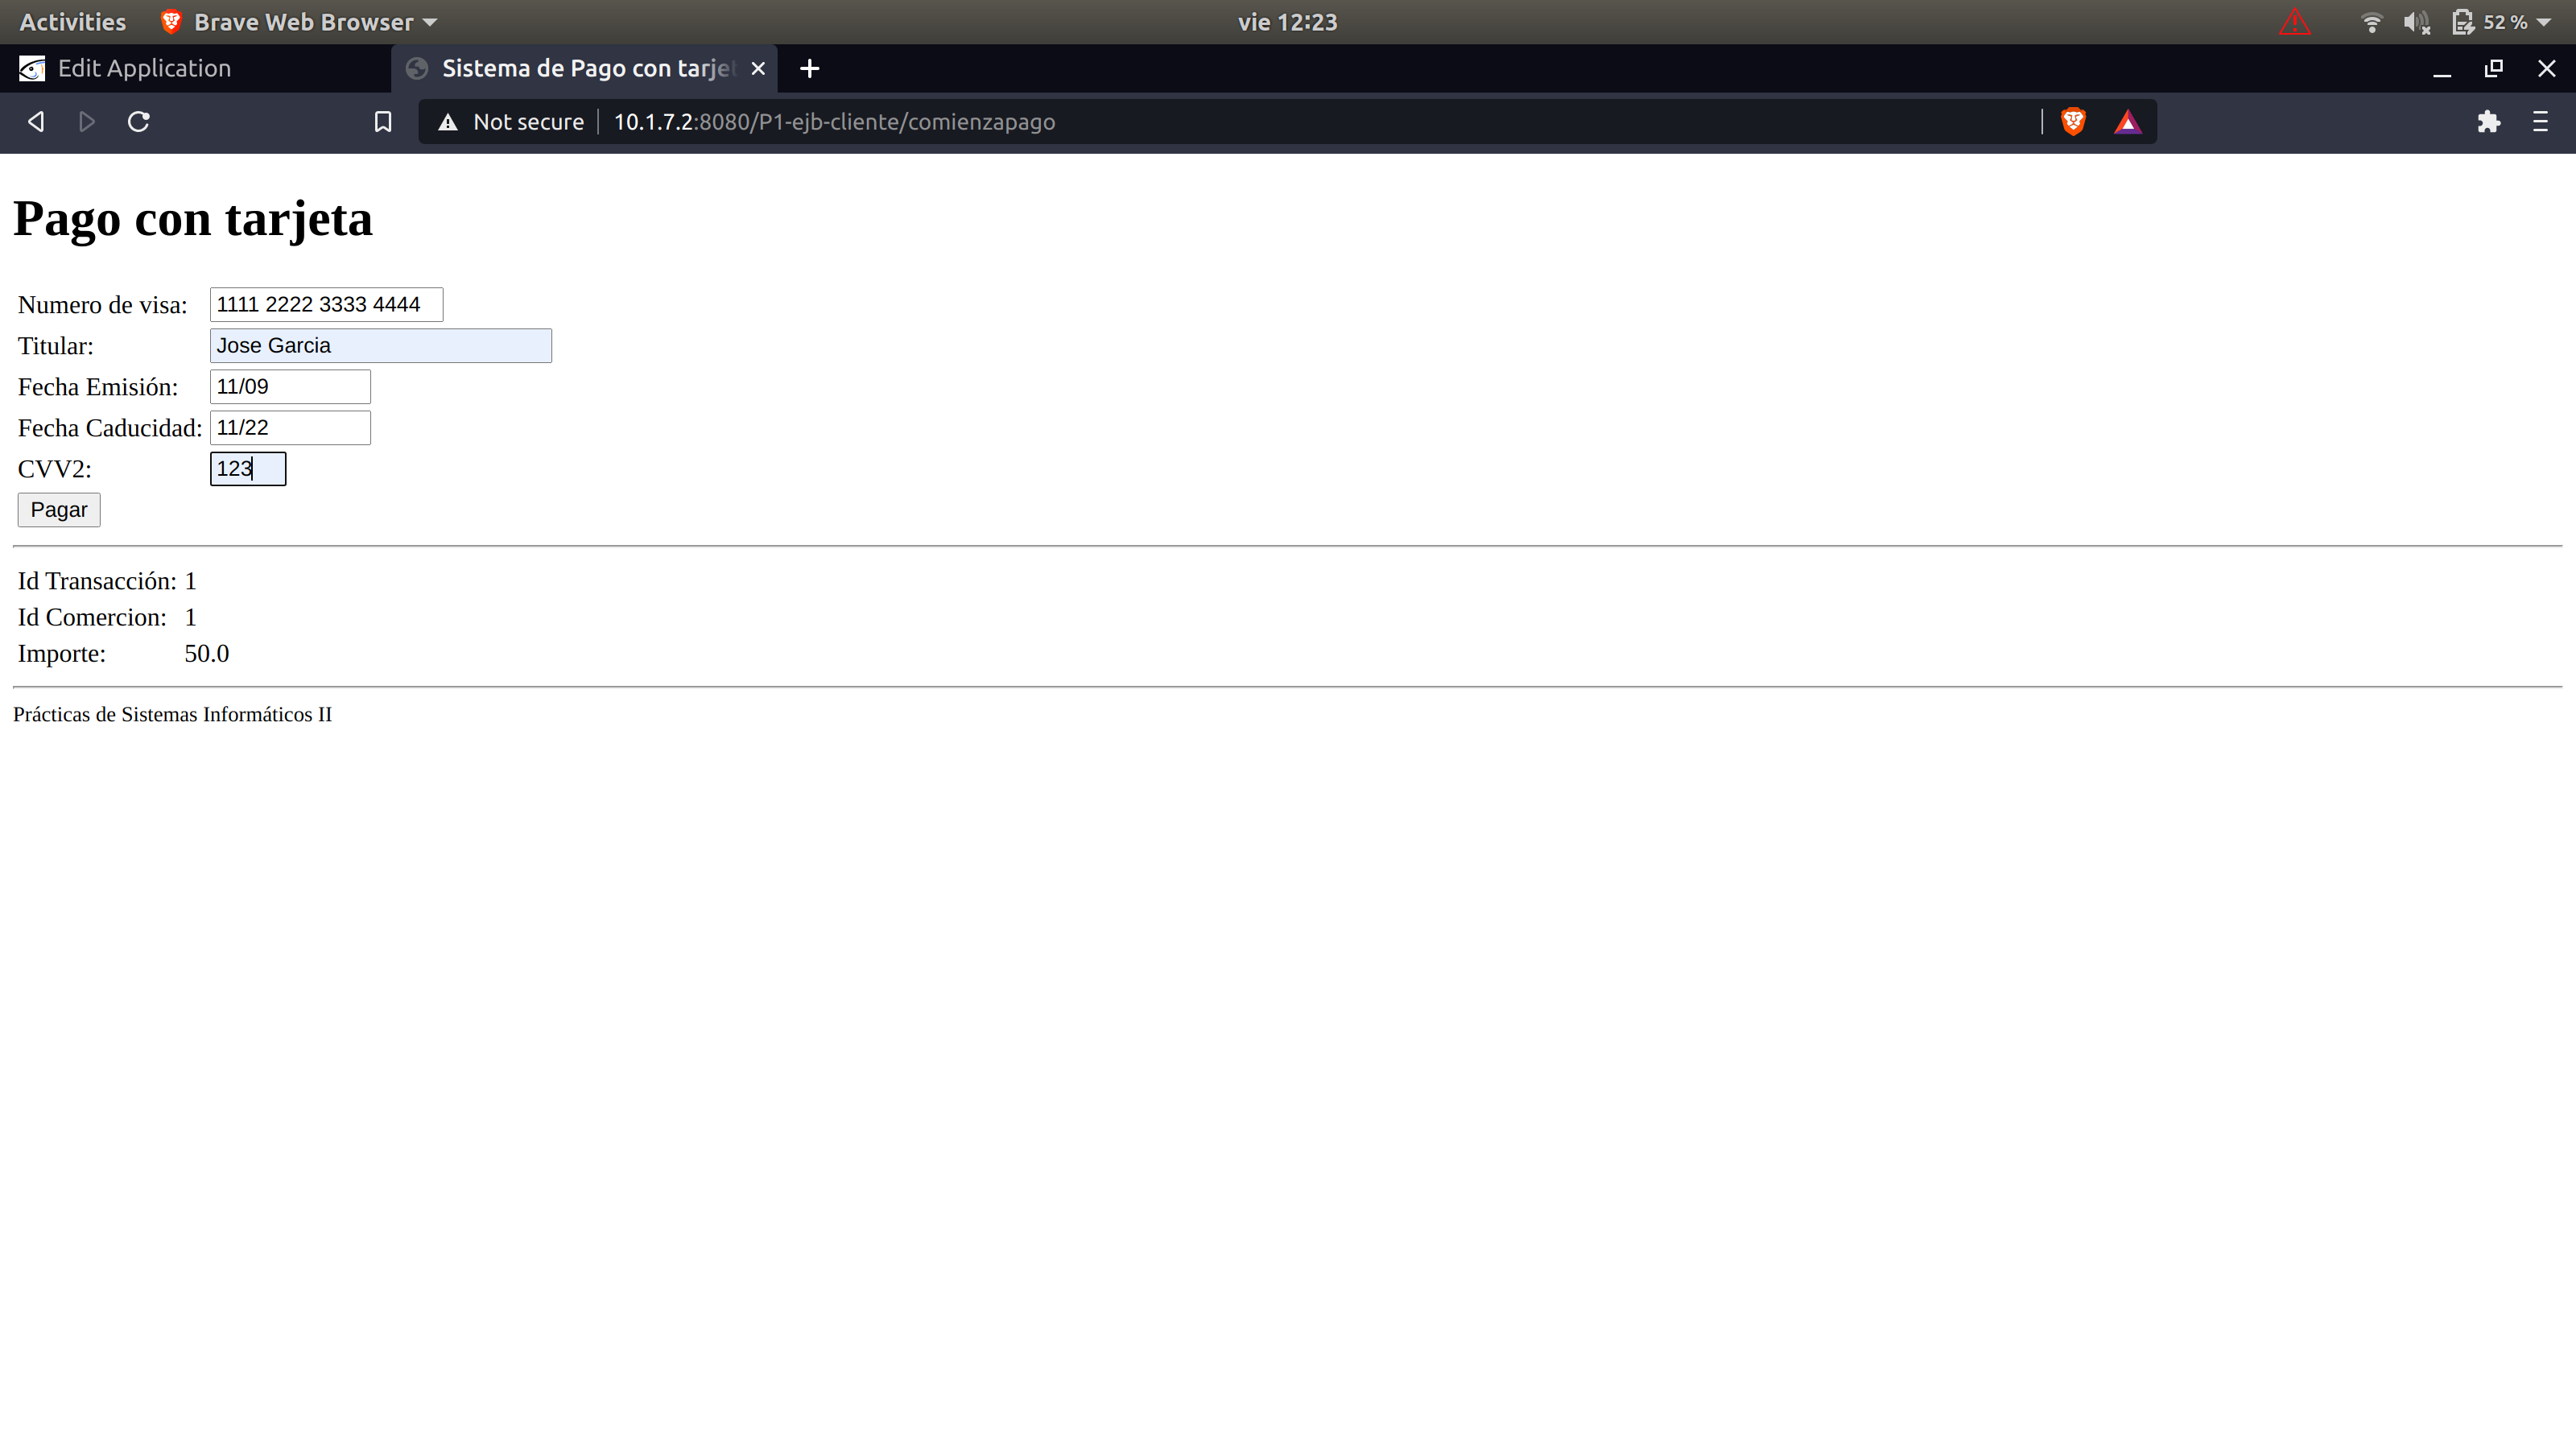 Activities Brave Web Browser vie 12:23 52 %
Edit Application Sistema de Pago con tarjet
Not secure 10.1.7.2:8080/P1-ejb-cliente/comienzapago
Pago con tarjeta
Numero de visa: 1111 2222 3333 4444
Titular: Jose Garcia
Fecha Emisión: 11/09
Fecha Caducidad: 11/22
CVV2: 123
Pagar
Id Transacción: 1
Id Comercion: 1
Importe: 50.0
Prácticas de Sistemas Informáticos II